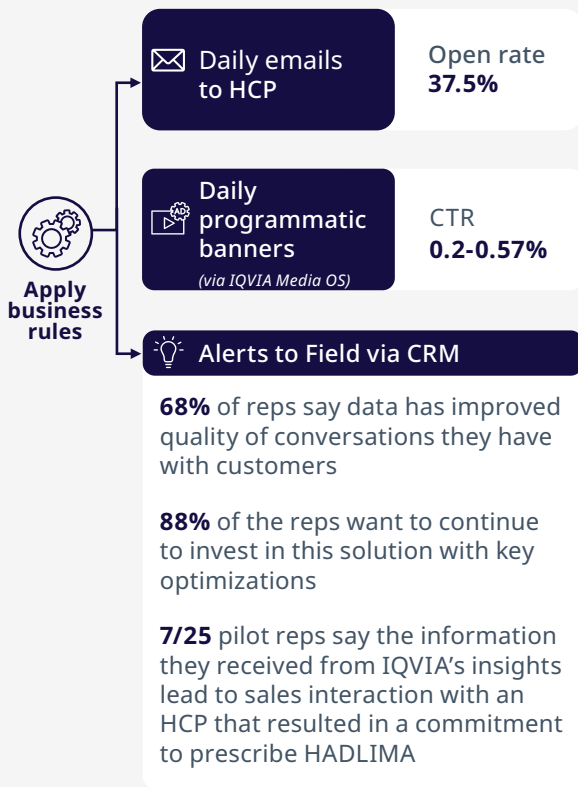 Daily emails
to HCP
Open rate
37.5%
Daily
programmatic
banners
(via IQVIA Media OS)
AD
CTR
0.2-0.57%
Apply
business
rules
Alerts to Field via CRM
68% of reps say data has improved
quality of conversations they have
with customers
88% of the reps want to continue
to invest in this solution with key
optimizations
7/25 pilot reps say the information
they received from IQVIA’s insights
lead to sales interaction with an
HCP that resulted in a commitment
to prescribe HADLIMA